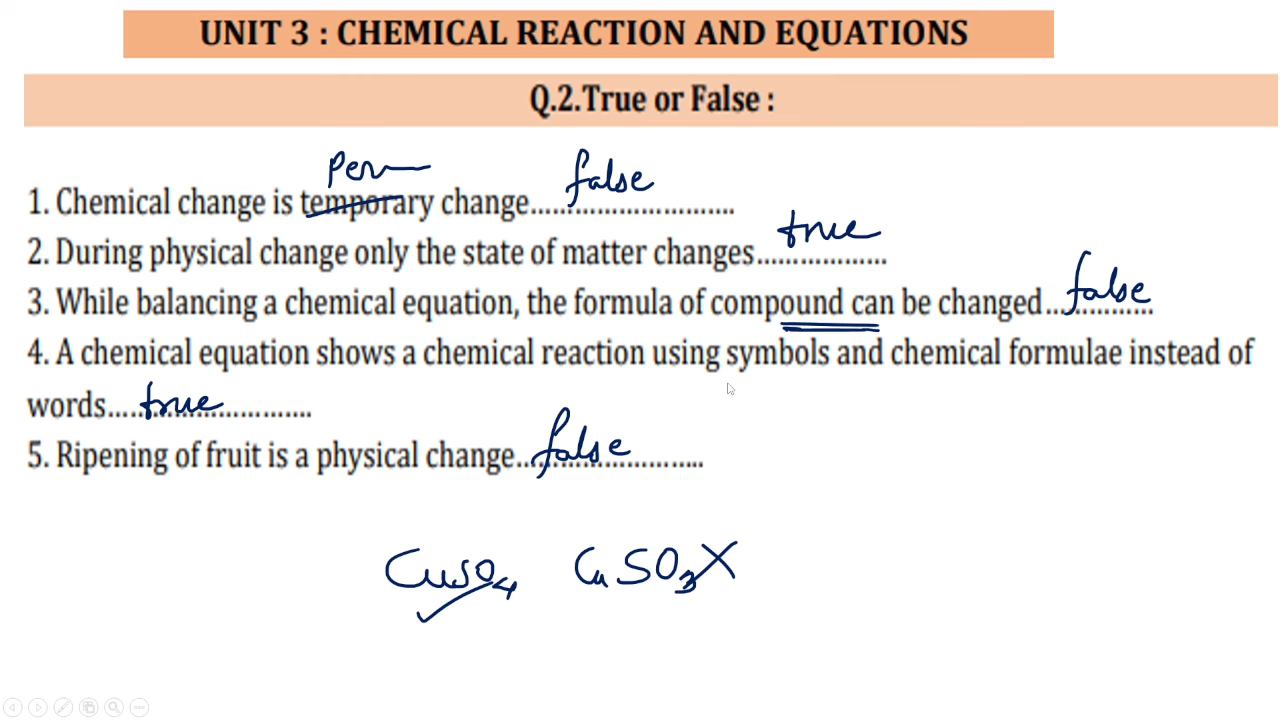 UNIT 3 : CHEMICAL REACTION AND EQUATIONS
Q.2.True or False :
Per
1. Chemical change is temporary change.............................. false
2. During physical change only the state of matter changes.................. true
3. While balancing a chemical equation, the formula of compound can be changed............... false
4. A chemical equation shows a chemical reaction using symbols and chemical formulae instead of
words............................ true
5. Ripening of fruit is a physical change.......................... false
CuSO4 CuSO3 X